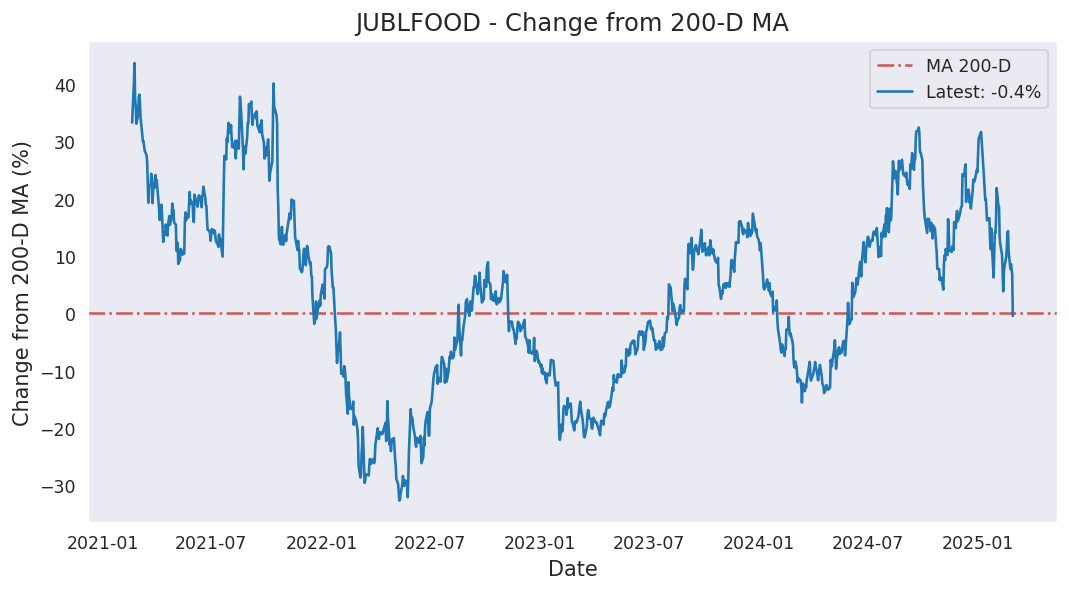 JUBLFOOD - Change from 200-D MA
MA 200-D
Latest: -0.4%
Change from 200-D MA (%)
40
30
20
10
0
−10
−20
−30
2021-01 2021-07 2022-01 2022-07 2023-01 2023-07 2024-01 2024-07 2025-01
Date